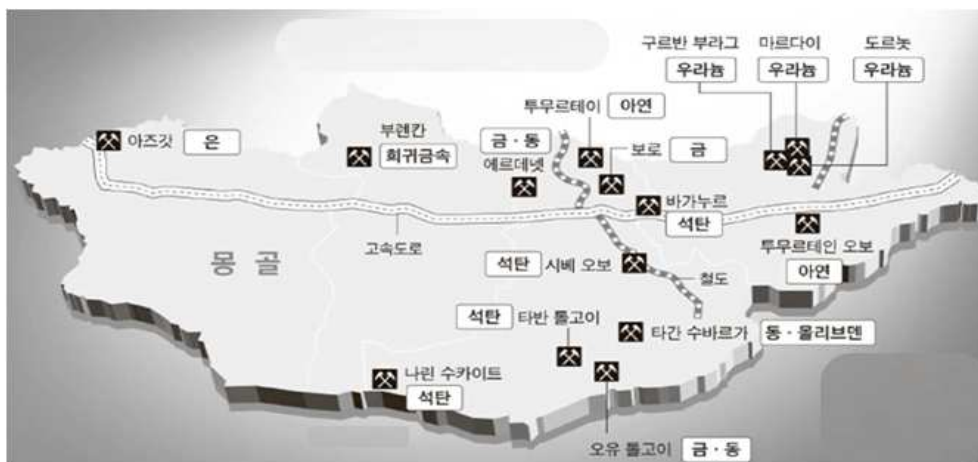 구르반 부라그
우라늄
마르다이
우라늄
도르놋
우라늄
투무르테이
아연
아즈갓
은
부렌칸
희귀금속
금·동
에르데넷
보로
금
바가누르
석탄
고속도로
몽골
석탄
시베 오보
철도
투무르테인 오보
아연
석탄
타반 톨고이
타간 수바르가
동·몰리브덴
나린 수카이트
석탄
오유 톨고이
금·동